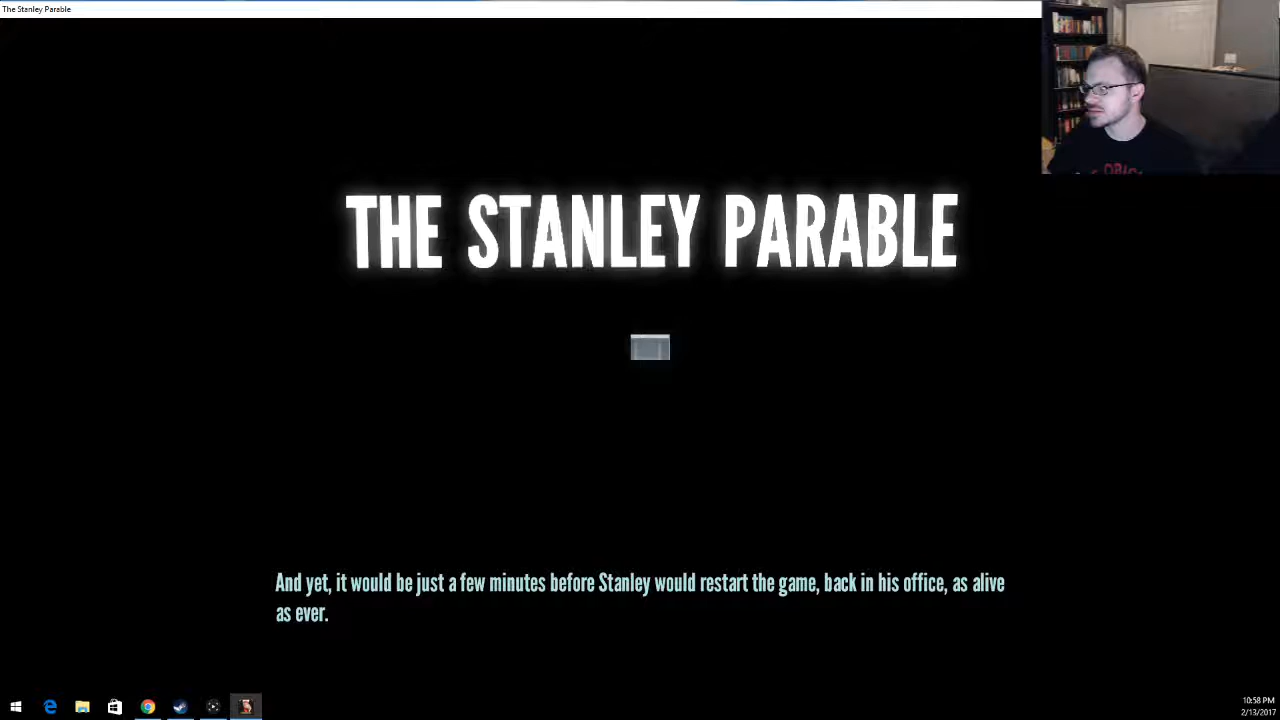 The Stanley Parable
THE STANLEY PARABLE
And yet, it would be just a few minutes before Stanley would restart the game, back in his office, as alive
as ever.
10:58 PM
2/13/2017